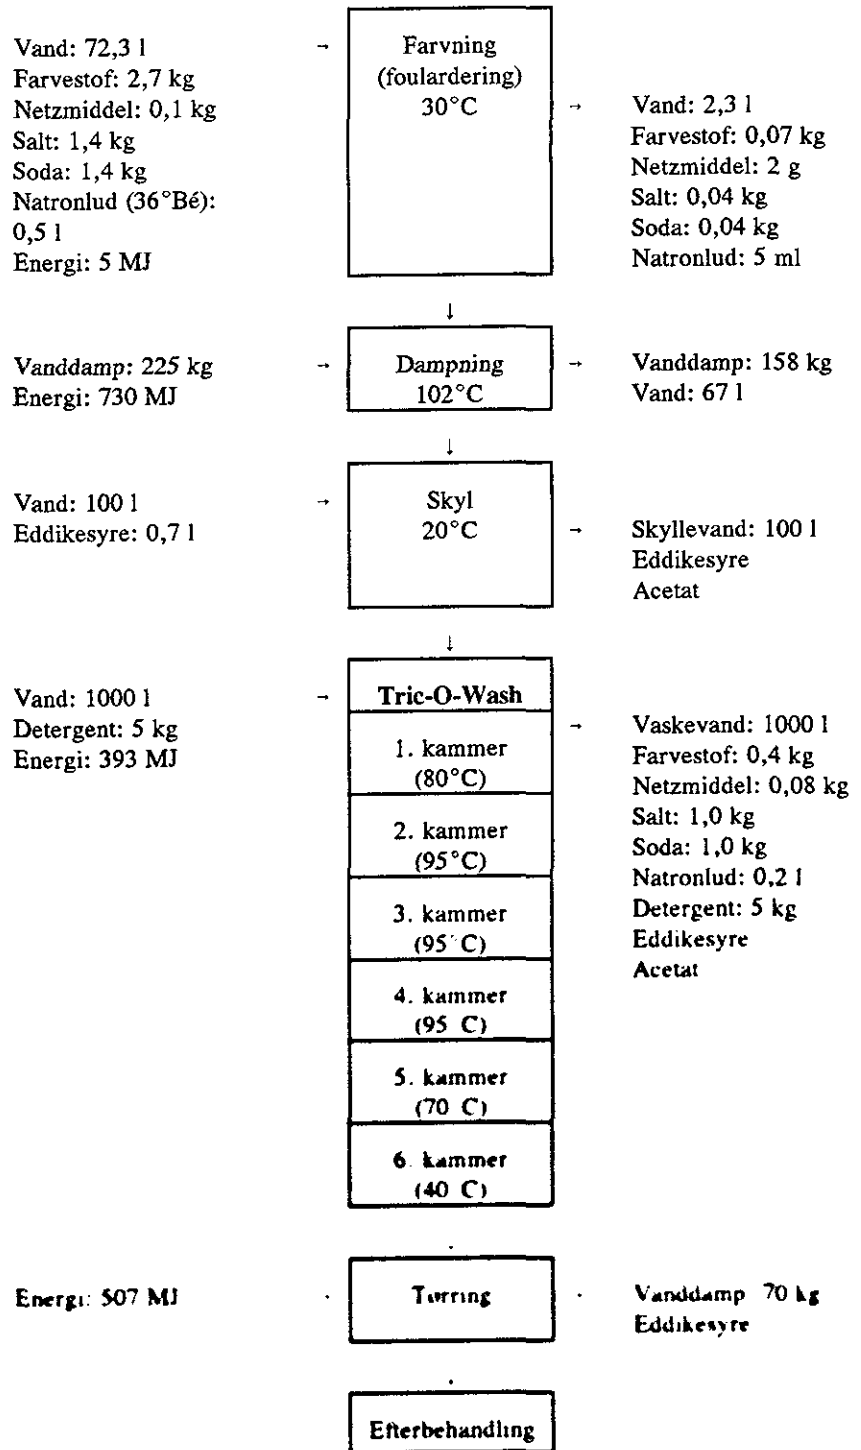 Vand: 72,3 l
Farvestof: 2,7 kg
Netzmiddel: 0,1 kg
Salt: 1,4 kg
Soda: 1,4 kg
Natronlud (36°Bé):
0,5 l
Energi: 5 MJ
→
Farvning
(foulardering)
30°C
→
Vand: 2,3 l
Farvestof: 0,07 kg
Netzmiddel: 2 g
Salt: 0,04 kg
Soda: 0,04 kg
Natronlud: 5 ml
↓
Vanddamp: 225 kg
Energi: 730 MJ
→
Dampning
102°C
→
Vanddamp: 158 kg
Vand: 67 l
↓
Vand: 100 l
Eddikesyre: 0,7 l
→
Skyl
20°C
→
Skyllevand: 100 l
Eddikesyre
Acetat
↓
Vand: 1000 l
Detergent: 5 kg
Energi: 393 MJ
→
Tric-O-Wash
1. kammer
(80°C)
2. kammer
(95°C)
3. kammer
(95°C)
4. kammer
(95 C)
5. kammer
(70 C)
6. kammer
(40 C)
→
Vaskevand: 1000 l
Farvestof: 0,4 kg
Netzmiddel: 0,08 kg
Salt: 1,0 kg
Soda: 1,0 kg
Natronlud: 0,2 l
Detergent: 5 kg
Eddikesyre
Acetat
Energi: 507 MJ
Tørring
Vanddamp 70 kg
Eddikesyre
Efterbehandling